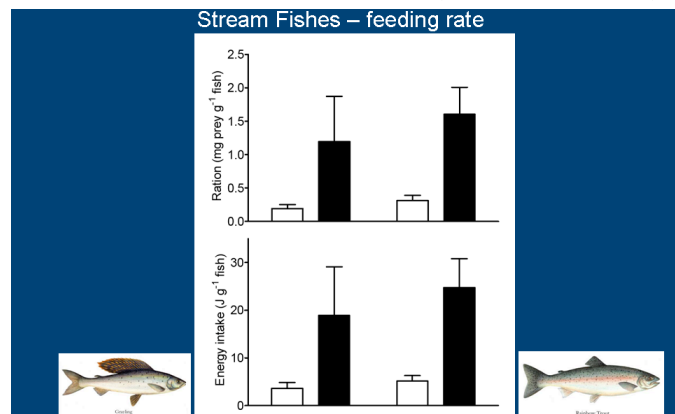 Stream Fishes – feeding rate
Ration (mg prey g⁻¹ fish)
2.5
2.0
1.5
1.0
0.5
0.0
Energy intake (J g⁻¹ fish)
30
20
10
0
Grayling
Rainbow Trout